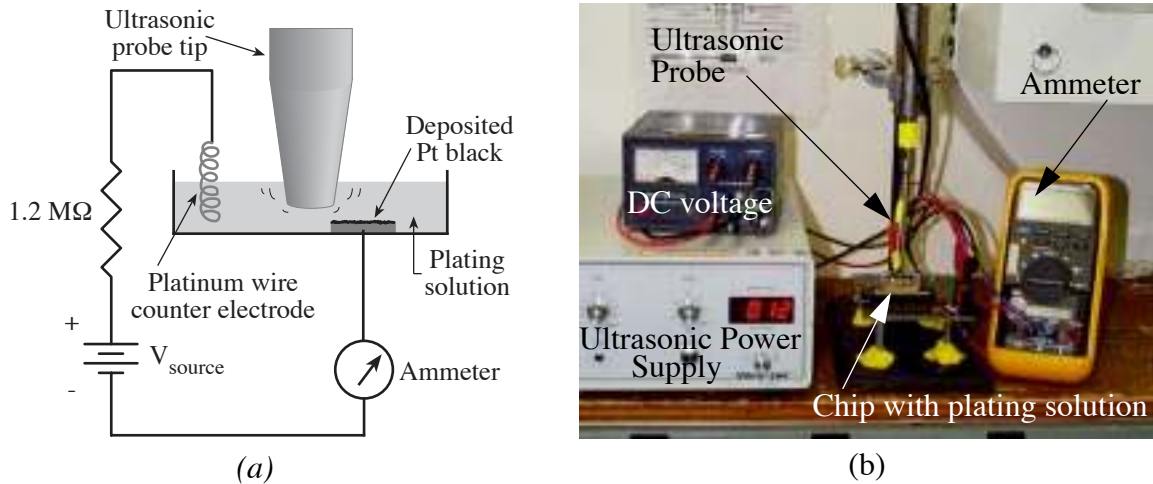 Ultrasonic
probe tip
Deposited
Pt black
1.2 MΩ
Platinum wire
counter electrode
Plating
solution
+
V source
-
Ammeter
(a)
Ultrasonic
Probe
Ammeter
DC voltage
Ultrasonic Power
Supply
Chip with plating solution
(b)